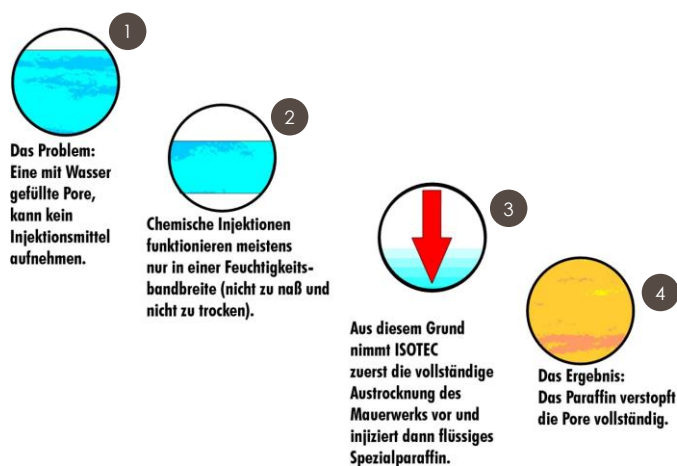 1
Das Problem:
Eine mit Wasser
gefüllte Pore,
kann kein
Injektionsmittel
aufnehmen.
2
Chemische Injektionen
funktionieren meistens
nur in einer Feuchtigkeits-
bandbreite (nicht zu naß und
nicht zu trocken).
3
Aus diesem Grund
nimmt ISOTEC
zuerst die vollständige
Austrocknung des
Mauerwerks vor und
injiziert dann flüssiges
Spezialparaffin.
4
Das Ergebnis:
Das Paraffin verstopft
die Pore vollständig.